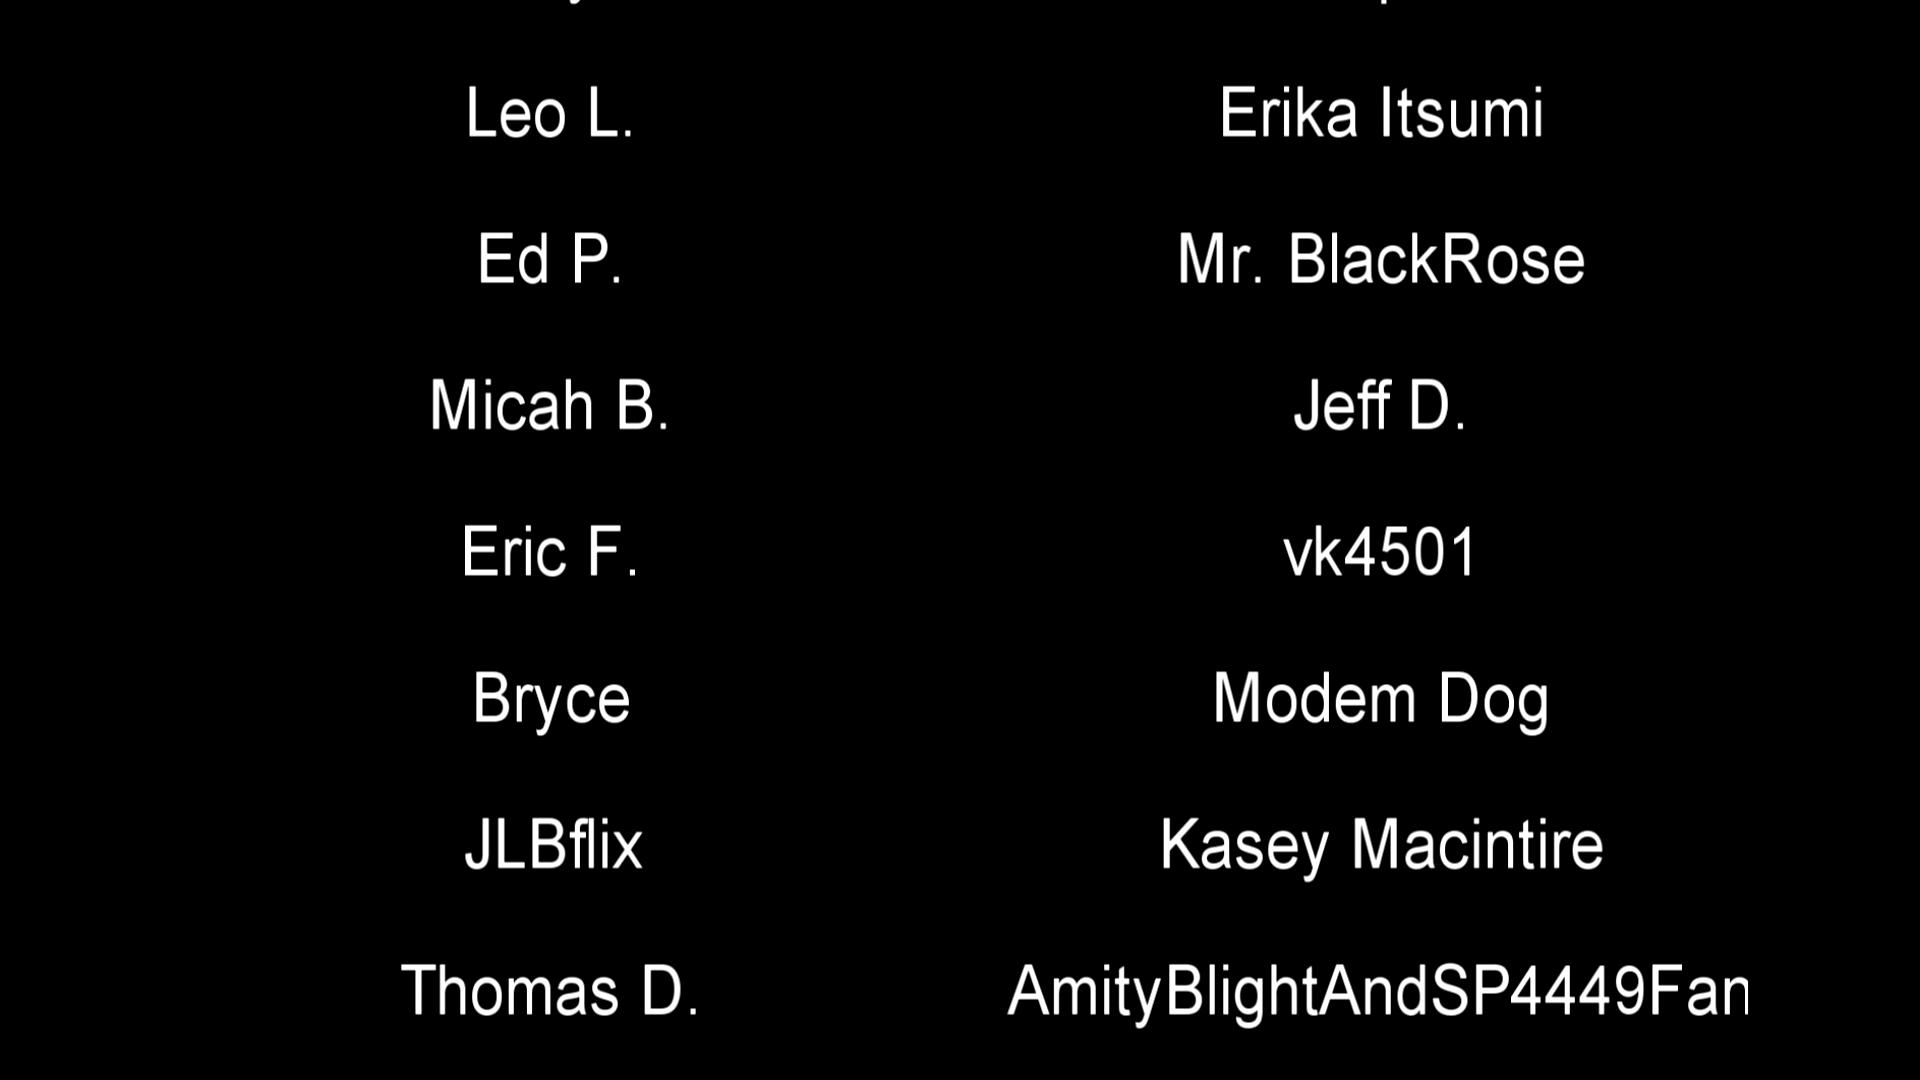 Leo L. Erika Itsumi
Ed P. Mr. BlackRose
Micah B. Jeff D.
Eric F. vk4501
Bryce Modem Dog
JLBflix Kasey Macintire
Thomas D. AmityBlightAndSP4449Fan